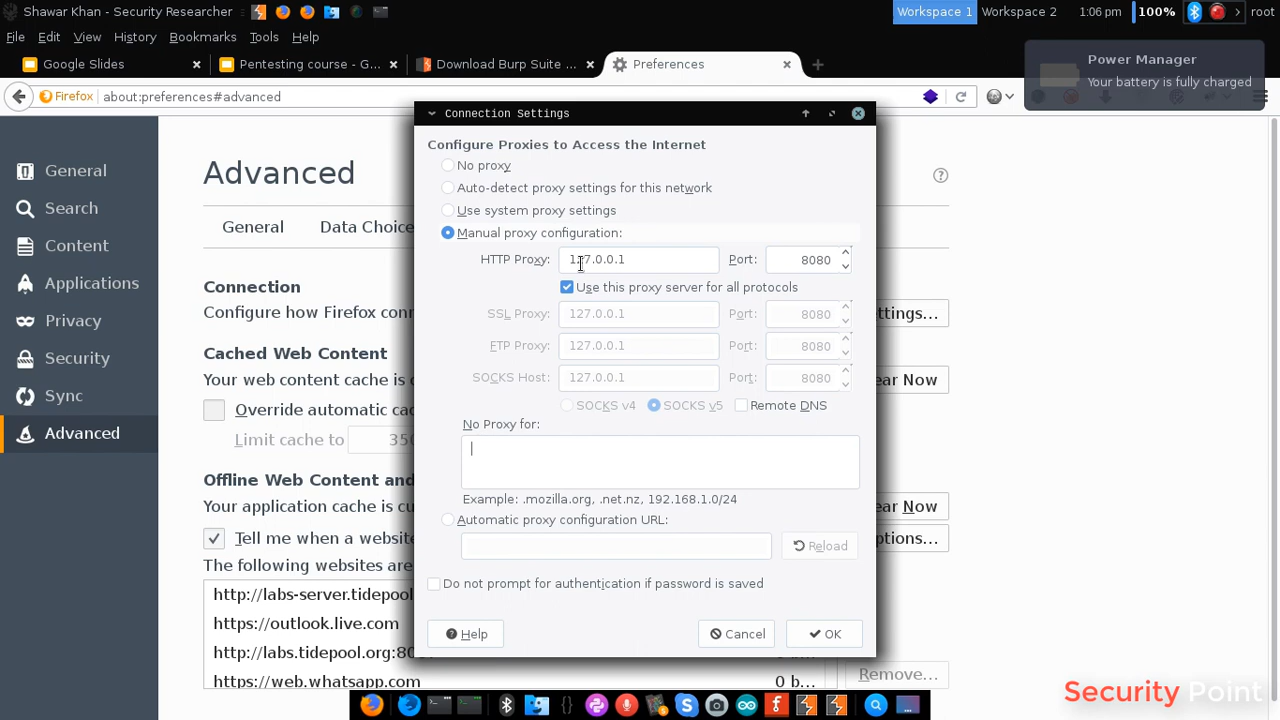 Shawar Khan - Security Researcher
Workspace 1 Workspace 2 1:06 pm 100% root
File Edit View History Bookmarks Tools Help
Google Slides
Pentesting course - G...
Download Burp Suite ...
Preferences
Power Manager
Your battery is fully charged
Firefox about:preferences#advanced
Connection Settings
General
Search
Content
Applications
Privacy
Security
Sync
Advanced
Advanced
General Data Choic
Connection
Configure how Firefox conn
ettings...
Cached Web Content
Your web content cache is c
ear Now
Override automatic cac
Limit cache to 350
Offline Web Content and
Your application cache is c
ear Now
Tell me when a website
ptions...
The following websites are
http://labs-server.tidepool
https://outlook.live.com
http://labs.tidepool.org:80
https://web.whatsapp.com
0 b...
Remove...
Configure Proxies to Access the Internet
No proxy
Auto-detect proxy settings for this network
Use system proxy settings
Manual proxy configuration:
HTTP Proxy: 127.0.0.1 Port: 8080
Use this proxy server for all protocols
SSL Proxy: 127.0.0.1 Port: 8080
FTP Proxy: 127.0.0.1 Port: 8080
SOCKS Host: 127.0.0.1 Port: 8080
SOCKS v4 SOCKS v5 Remote DNS
No Proxy for:
Example: .mozilla.org, .net.nz, 192.168.1.0/24
Automatic proxy configuration URL:
Reload
Do not prompt for authentication if password is saved
Help Cancel OK
Security Point